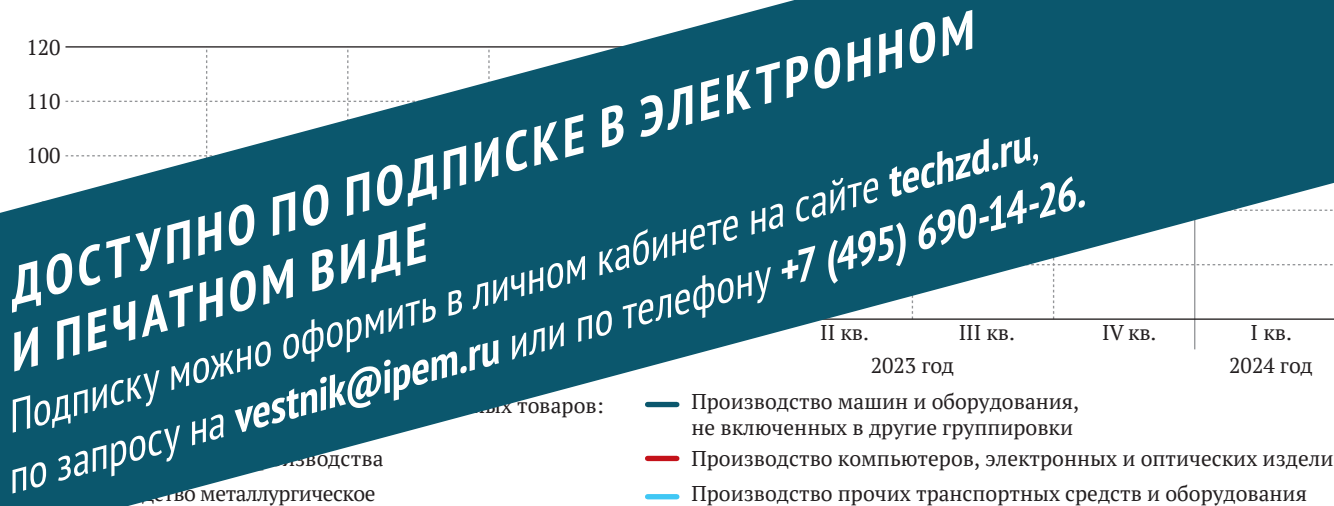 120
110
100
ДОСТУПНО ПО ПОДПИСКЕ В ЭЛЕКТРОННОМ
И ПЕЧАТНОМ ВИДЕ
Подписку можно оформить в личном кабинете на сайте techzd.ru,
по запросу на vestnik@ipem.ru или по телефону +7 (495) 690-14-26.
II кв. III кв. IV кв. I кв.
2023 год 2024 год
товаров:
металлургическое
Производство машин и оборудования,
не включенных в другие группировки
Производство компьютеров, электронных и оптических издели
Производство прочих транспортных средств и оборудования